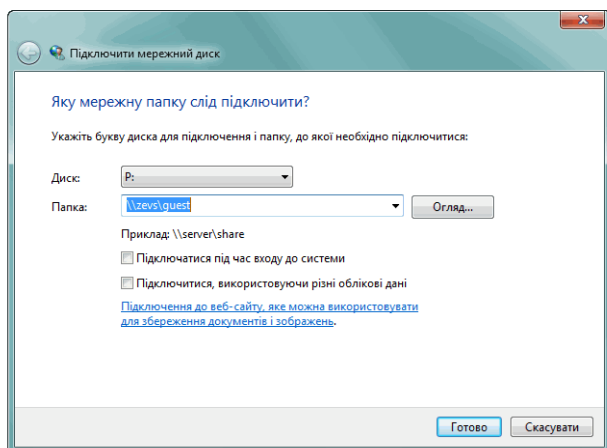 Підключити мережний диск
Яку мережну папку слід підключити?
Укажіть букву диска для підключення і папку, до якої необхідно підключитися:
Диск: P:
Папка: \\zevs\guest Огляд...
Приклад: \\server\share
Підключатися під час входу до системи
Підключитися, використовуючи різні облікові дані
Підключення до веб-сайту, яке можна використовувати
для збереження документів і зображень.
Готово Скасувати